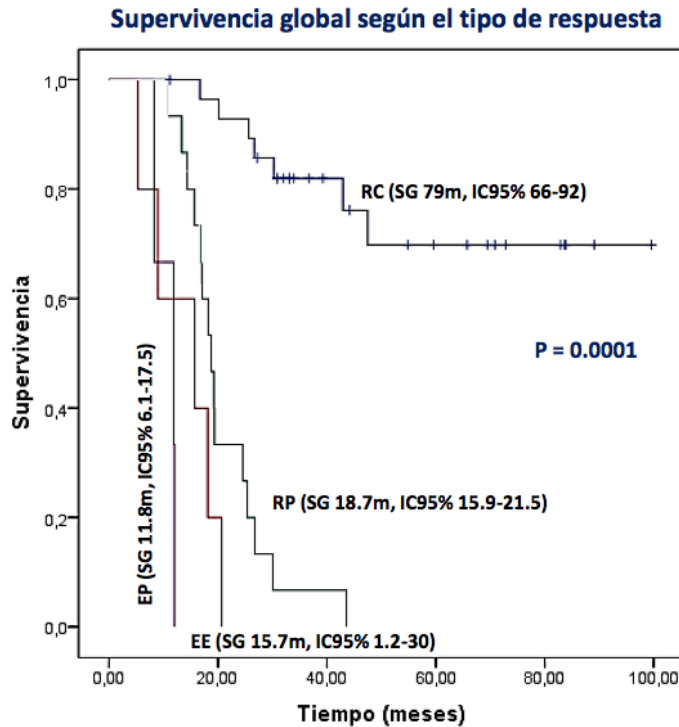 Supervivencia global según el tipo de respuesta
Supervivencia
1,0
0,8
0,6
0,4
0,2
0,0
RC (SG 79m, IC95% 66-92)
P = 0.0001
EP (SG 11.8m, IC95% 6.1-17.5)
RP (SG 18.7m, IC95% 15.9-21.5)
EE (SG 15.7m, IC95% 1.2-30)
0,00 20,00 40,00 60,00 80,00 100,00
Tiempo (meses)